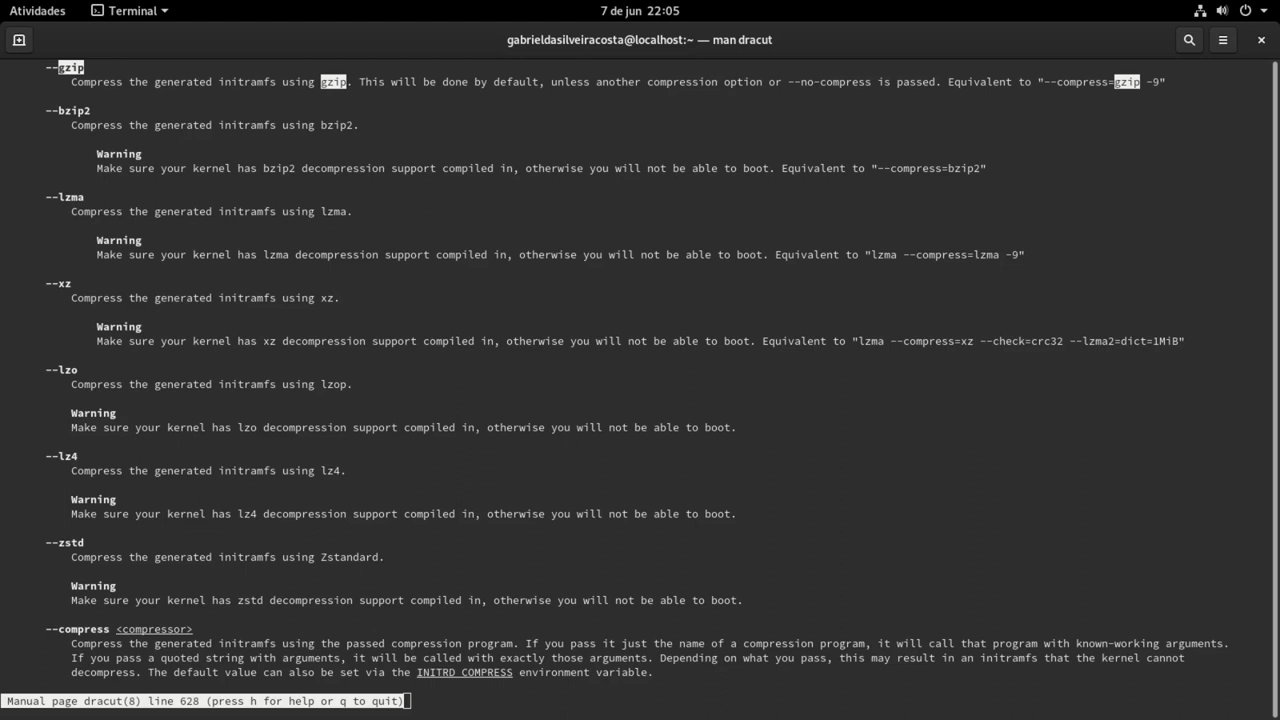 Atividades
Terminal
7 de jun 22:05
gabrieldasilveiracosta@localhost:~ — man dracut
--gzip
Compress the generated initramfs using gzip. This will be done by default, unless another compression option or --no-compress is passed. Equivalent to "--compress=gzip -9"
--bzip2
Compress the generated initramfs using bzip2.
Warning
Make sure your kernel has bzip2 decompression support compiled in, otherwise you will not be able to boot. Equivalent to "--compress=bzip2"
--lzma
Compress the generated initramfs using lzma.
Warning
Make sure your kernel has lzma decompression support compiled in, otherwise you will not be able to boot. Equivalent to "lzma --compress=lzma -9"
--xz
Compress the generated initramfs using xz.
Warning
Make sure your kernel has xz decompression support compiled in, otherwise you will not be able to boot. Equivalent to "lzma --compress=xz --check=crc32 --lzma2=dict=1MiB"
--lzo
Compress the generated initramfs using lzop.
Warning
Make sure your kernel has lzo decompression support compiled in, otherwise you will not be able to boot.
--lz4
Compress the generated initramfs using lz4.
Warning
Make sure your kernel has lz4 decompression support compiled in, otherwise you will not be able to boot.
--zstd
Compress the generated initramfs using Zstandard.
Warning
Make sure your kernel has zstd decompression support compiled in, otherwise you will not be able to boot.
--compress <compressor>
Compress the generated initramfs using the passed compression program. If you pass it just the name of a compression program, it will call that program with known-working arguments.
If you pass a quoted string with arguments, it will be called with exactly those arguments. Depending on what you pass, this may result in an initramfs that the kernel cannot
decompress. The default value can also be set via the INITRD_COMPRESS environment variable.
Manual page dracut(8) line 628 (press h for help or q to quit)